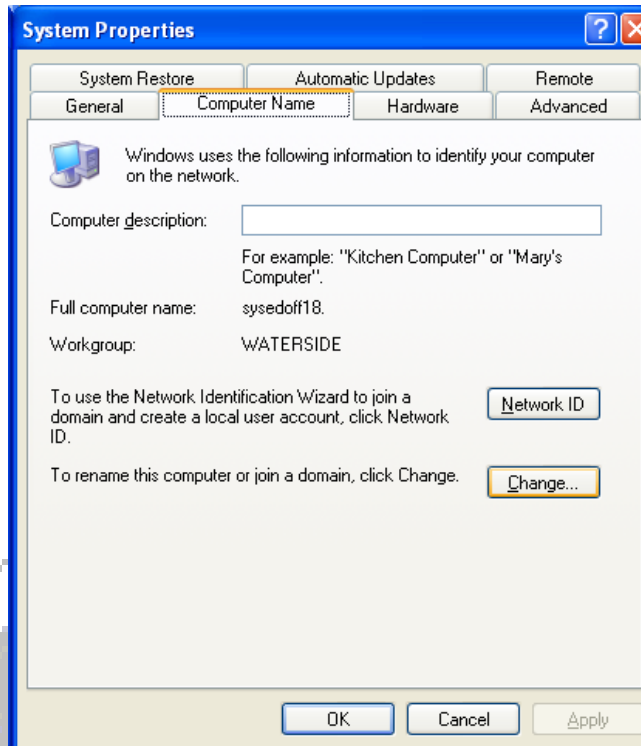 System Properties
System Restore Automatic Updates Remote
General Computer Name Hardware Advanced
Windows uses the following information to identify your computer
on the network.
Computer description:
For example: "Kitchen Computer" or "Mary's
Computer".
Full computer name: sysedoff18.
Workgroup: WATERSIDE
To use the Network Identification Wizard to join a
domain and create a local user account, click Network
ID.
Network ID
To rename this computer or join a domain, click Change.
Change...
OK Cancel Apply